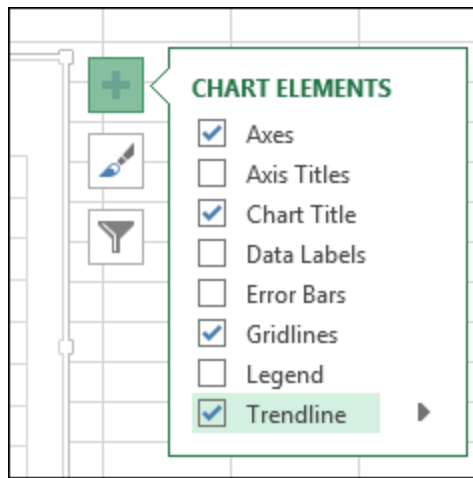 CHART ELEMENTS
Axes
Axis Titles
Chart Title
Data Labels
Error Bars
Gridlines
Legend
Trendline